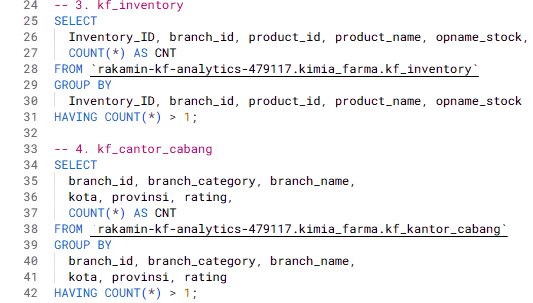 24 -- 3. kf_inventory
25 SELECT
26 Inventory_ID, branch_id, product_id, product_name, opname_stock,
27 COUNT(*) AS CNT
28 FROM `rakamin-kf-analytics-479117.kimia_farma.kf_inventory`
29 GROUP BY
30 Inventory_ID, branch_id, product_id, product_name, opname_stock
31 HAVING COUNT(*) > 1;
32
33 -- 4. kf_cantor_cabang
34 SELECT
35 branch_id, branch_category, branch_name,
36 kota, provinsi, rating,
37 COUNT(*) AS CNT
38 FROM `rakamin-kf-analytics-479117.kimia_farma.kf_kantor_cabang`
39 GROUP BY
40 branch_id, branch_category, branch_name,
41 kota, provinsi, rating
42 HAVING COUNT(*) > 1;